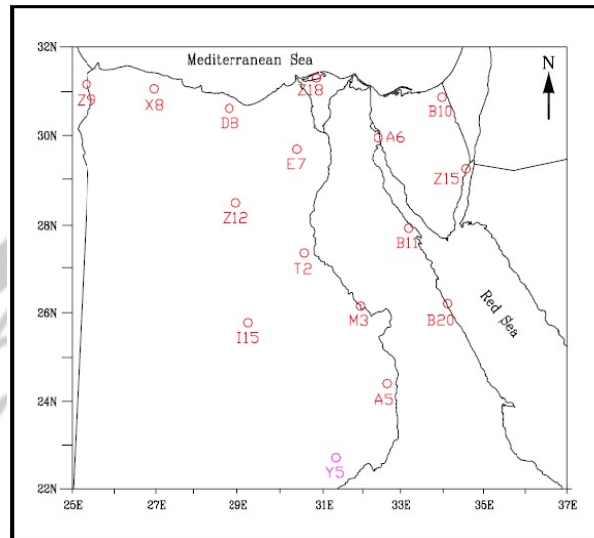 32N
Mediterranean Sea
N
Z9
X8
Z18
D8
B10
30N
A6
E7
Z15
Z12
28N
B11
T2
Red Sea
26N
M3
B20
I15
24N
A5
Y5
22N
25E
27E
29E
31E
33E
35E
37E